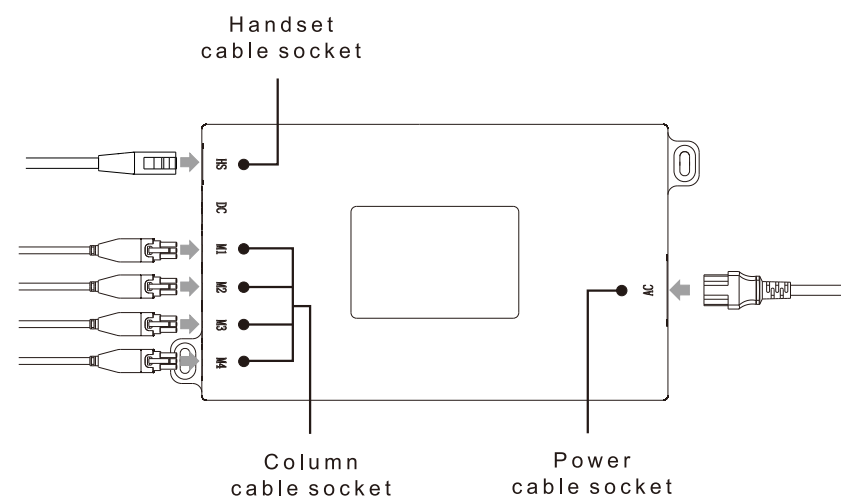 Handset
cable socket
HS
DC
M1
M2
M3
M4
AC
Column
cable socket
Power
cable socket